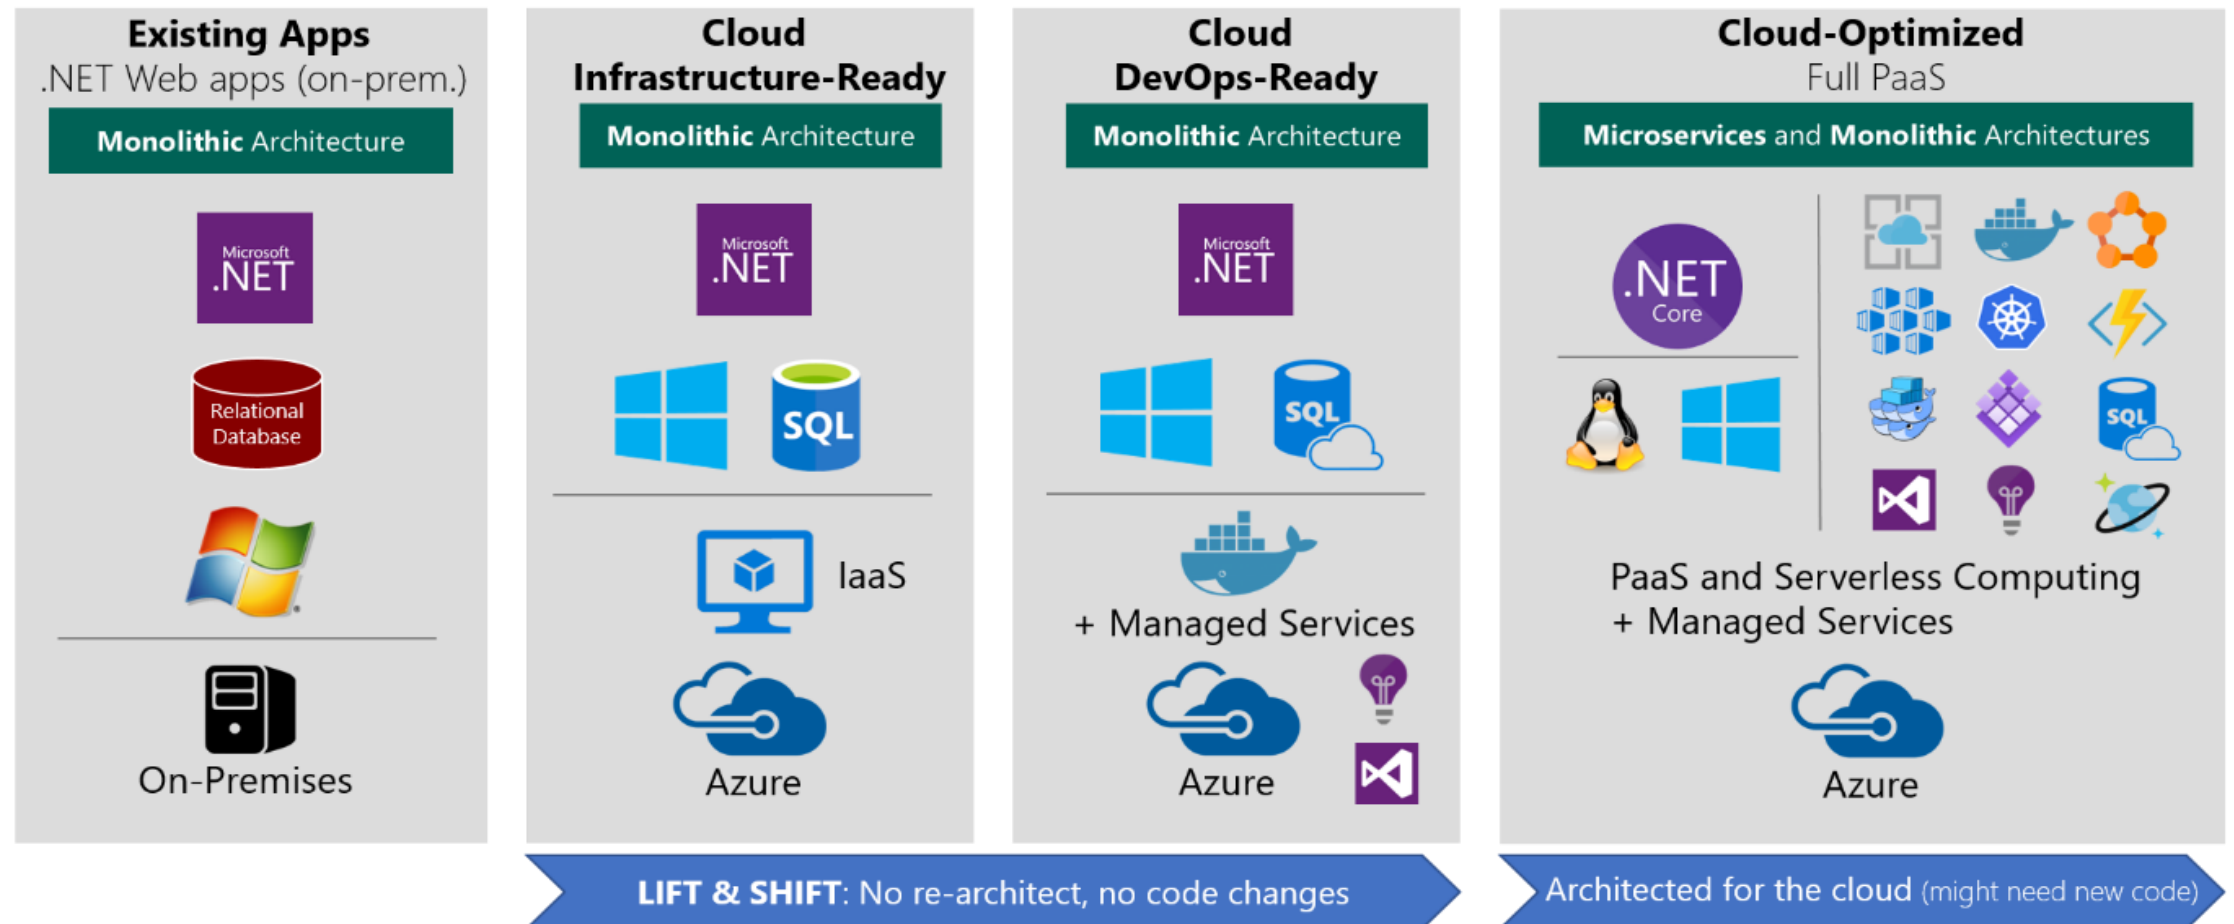 Existing Apps
.NET Web apps (on-prem.)
Monolithic Architecture
Microsoft
.NET
Relational
Database
On-Premises
Cloud
Infrastructure-Ready
Monolithic Architecture
Microsoft
.NET
SQL
IaaS
Azure
Cloud
DevOps-Ready
Monolithic Architecture
Microsoft
.NET
SQL
+ Managed Services
Azure
Cloud-Optimized
Full PaaS
Microservices and Monolithic Architectures
.NET
Core
SQL
PaaS and Serverless Computing
+ Managed Services
Azure
LIFT & SHIFT: No re-architect, no code changes
Architected for the cloud (might need new code)